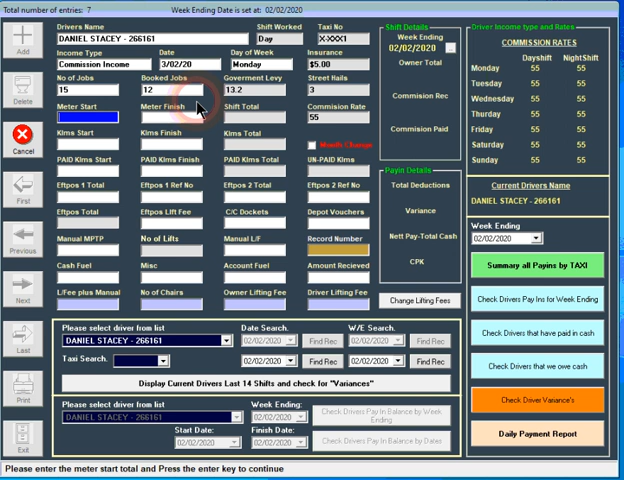 Total number of entries: 7
Week Ending Date is set at: 02/02/2020
Add
Delete
Cancel
First
Previous
Next
Last
Print
Exit
Drivers Name Shift Worked Taxi No
DANIEL STACEY - 266161 Day X-XXX1
Income Type Date Day of Week Insurance
Commission Income 3/02/20 Monday $5.00
No of Jobs Booked Jobs Goverment Levy Street Hails
15 12 13.2 3
Meter Start Meter Finish Shift Total Commission Rate
55
Klms Start Klms Finish Klms Total Month Change
PAID Klms Start PAID Klms Finish PAID Klms Total UN-PAID Klms
Eftpos 1 Total Eftpos 1 Ref No Eftpos 2 Total Eftpos 2 Ref No
Eftpos Total Eftpos Lift Fee C/C Dockets Depot Vouchers
Manual MPTP No of Lifts Manual L/F Record Number
Cash Fuel Misc Account Fuel Amount Recieved
L/Fee plus Manual No of Chairs Owner Lifting Fee Driver Lifting Fee
Shift Details
Week Ending
02/02/2020 ...
Owner Total
Commision Rec
Commision Paid
Payin Details
Total Deductions
Variance
Nett Pay-Total Cash
CPK
Change Lifting Fees
Driver Income type and Rates
COMMISSION RATES
Dayshift NightShift
Monday 55 55
Tuesday 55 55
Wednesday 55 55
Thurday 55 55
Friday 55 55
Saturday 55 55
Sunday 55 55
Current Drivers Name
DANIEL STACEY - 266161
Week Ending
02/02/2020
Summary all Payins by TAXI
Check Drivers Pay Ins for Week Ending
Check Drivers that have paid in cash
Check Drivers that we owe cash
Check Driver Variance's
Daily Payment Report
Please select driver from list Date Search. W/E Search.
DANIEL STACEY - 266161 02/02/2020 Find Rec 02/02/2020 Find Rec
Taxi Search. 02/02/2020 Find Rec 02/02/2020 Find Rec
Display Current Drivers Last 14 Shifts and check for "Variances"
Please select driver from list Week Ending:
DANIEL STACEY - 266161 02/02/2020 Check Drivers Pay In Balance by Week Ending
Start Date: Finish Date:
02/02/2020 02/02/2020 Check Drivers Pay In Balance by Dates
Please enter the meter start total and Press the enter key to continue